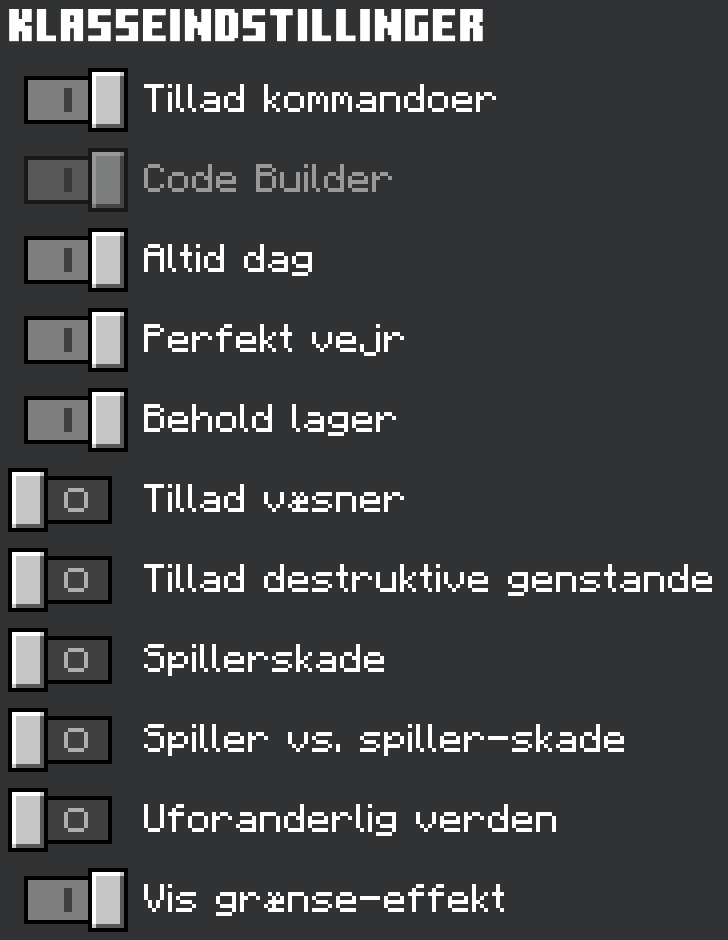 KLASSEINDSTILLINGER
Tillad kommandoer
Code Builder
Altid dag
Perfekt vejr
Behold lager
Tillad væsner
Tillad destruktive genstande
Spillerskade
Spiller vs. spiller-skade
Uforanderlig verden
Vis grænse-effekt